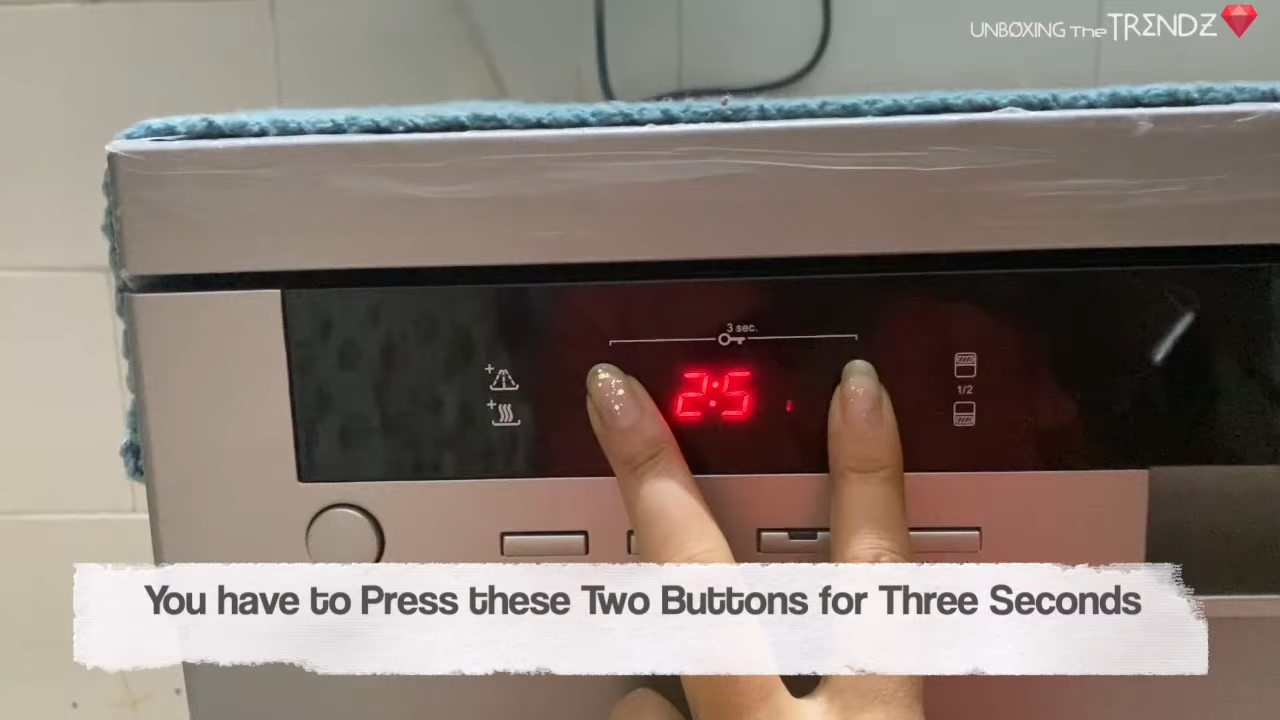 UNBOXING The TRENDZ
3 sec.
2:5
1/2
You have to Press these Two Buttons for Three Seconds